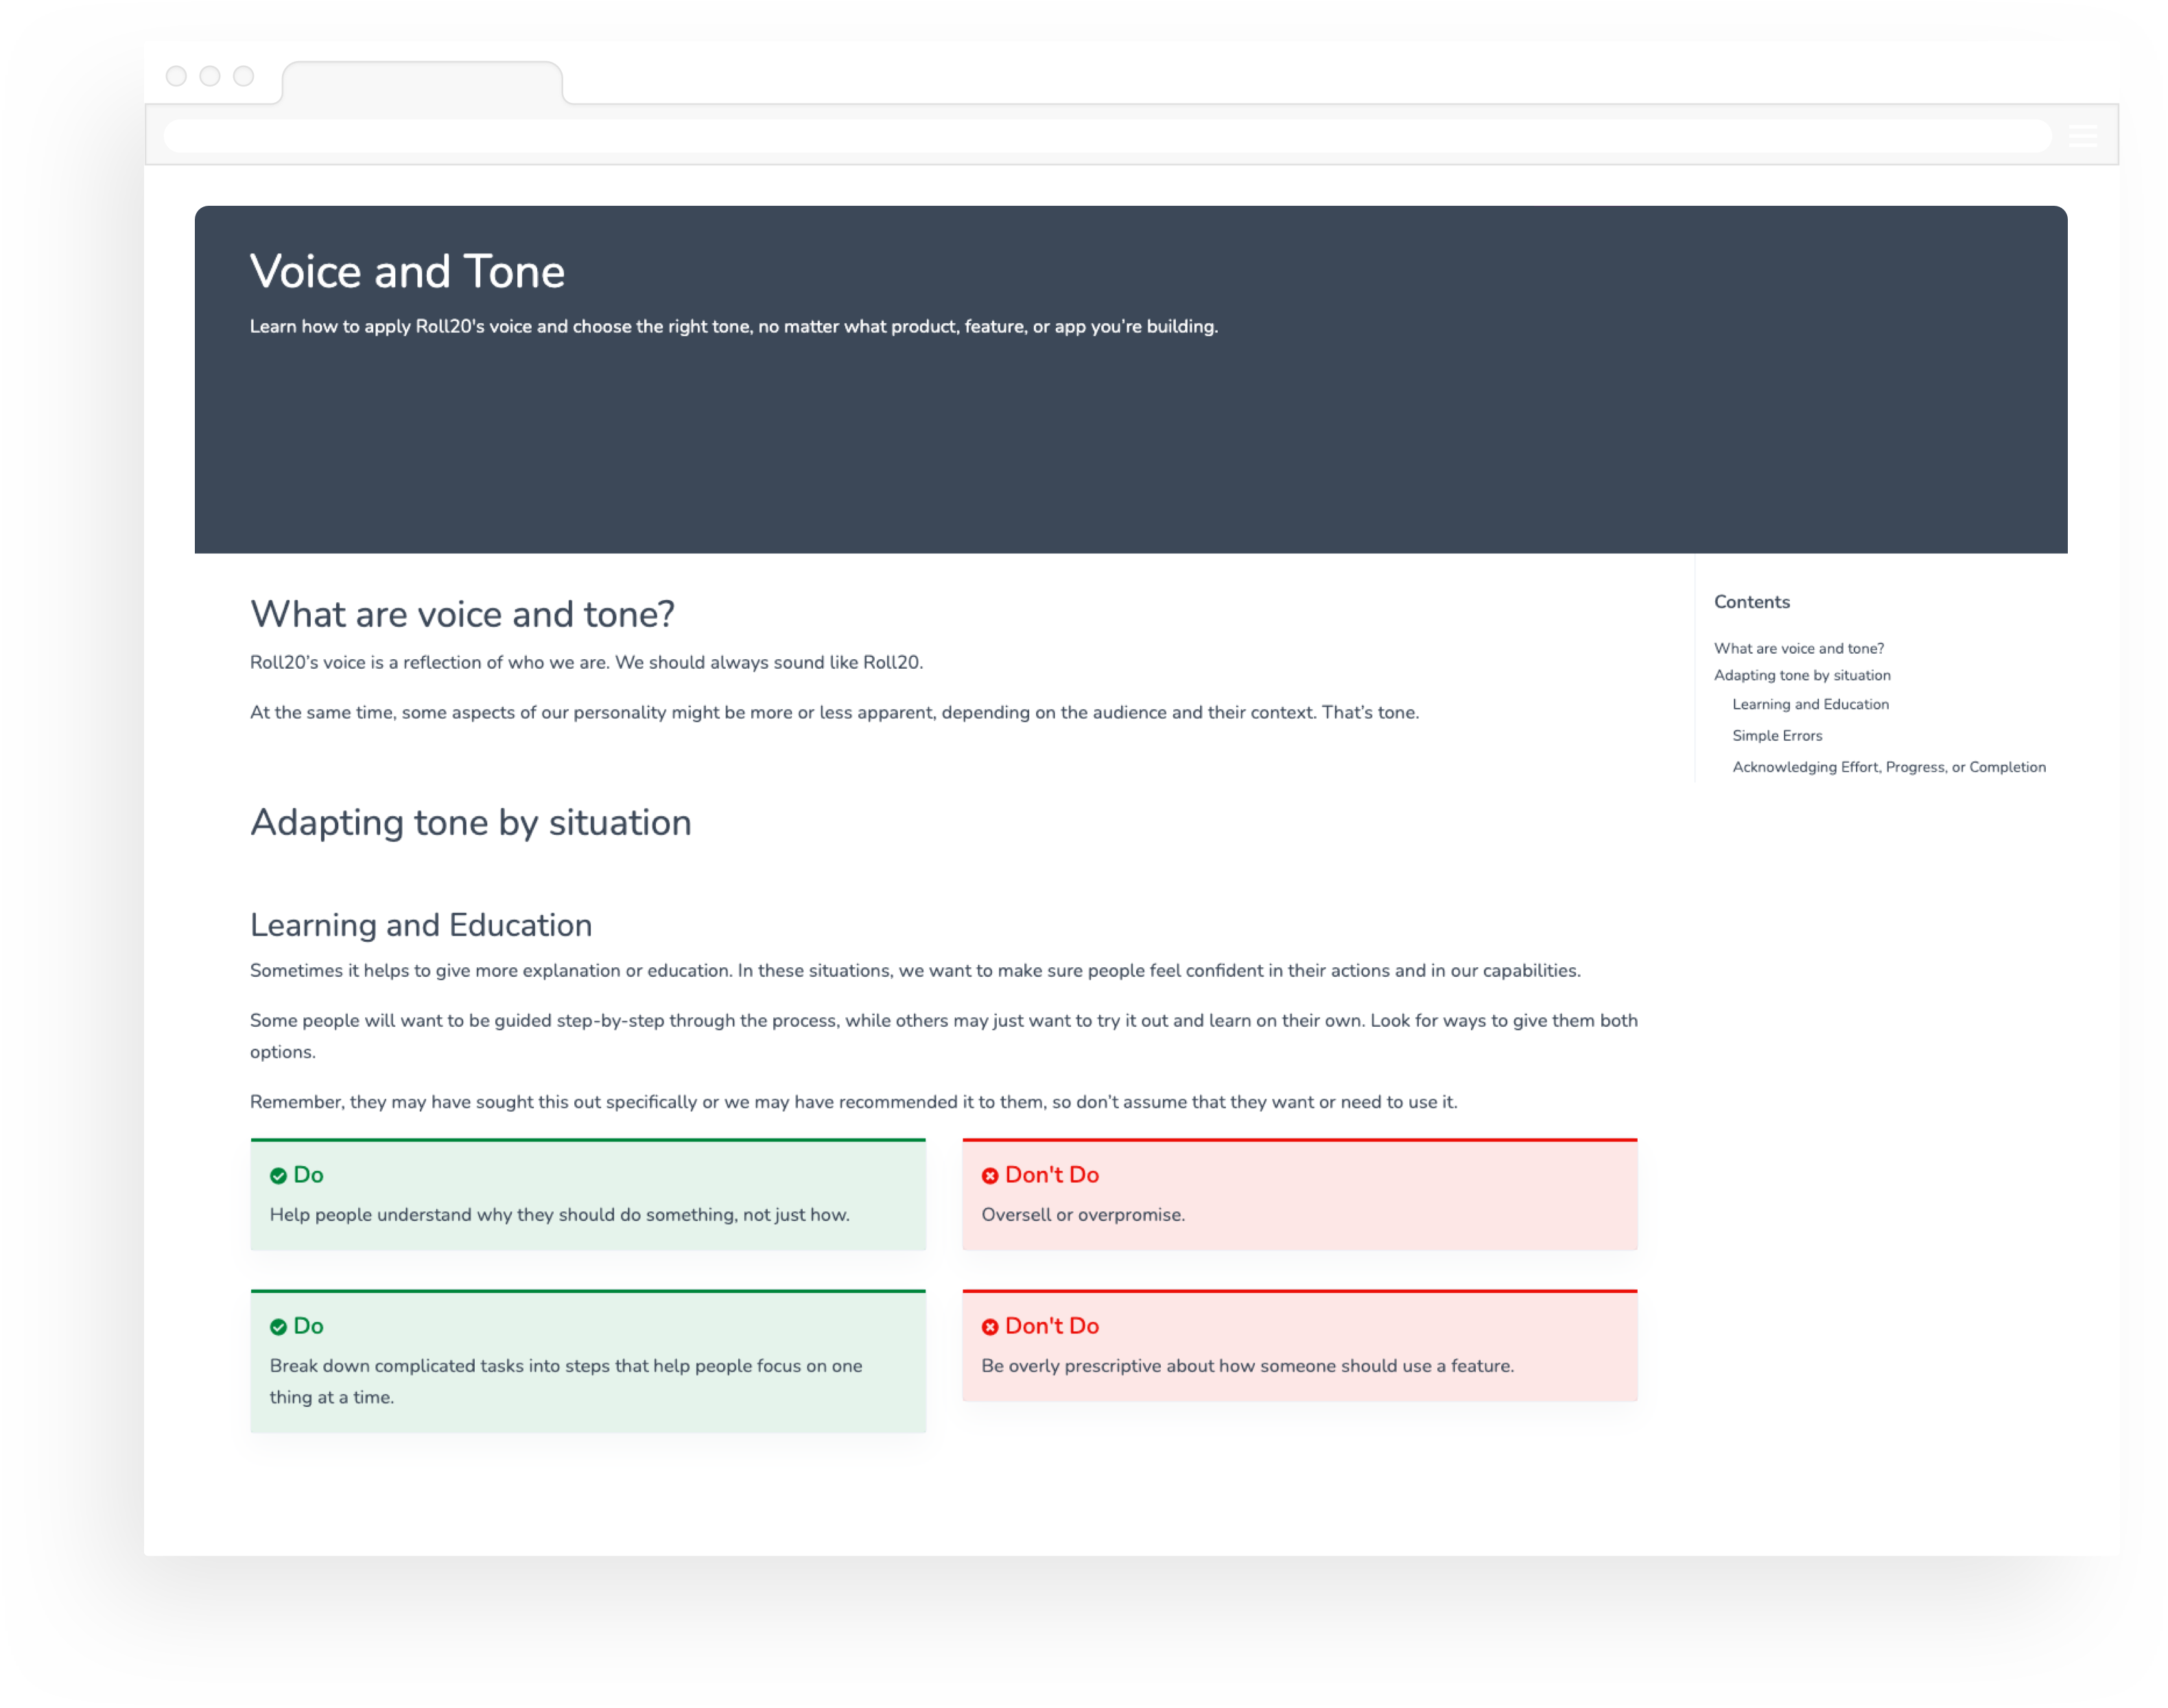 Voice and Tone
Learn how to apply Roll20's voice and choose the right tone, no matter what product, feature, or app you're building.
What are voice and tone?
Roll20’s voice is a reflection of who we are. We should always sound like Roll20.
At the same time, some aspects of our personality might be more or less apparent, depending on the audience and their context. That’s tone.
Contents
What are voice and tone?
Adapting tone by situation
Learning and Education
Simple Errors
Acknowledging Effort, Progress, or Completion
Adapting tone by situation
Learning and Education
Sometimes it helps to give more explanation or education. In these situations, we want to make sure people feel confident in their actions and in our capabilities.
Some people will want to be guided step-by-step through the process, while others may just want to try it out and learn on their own. Look for ways to give them both
options.
Remember, they may have sought this out specifically or we may have recommended it to them, so don’t assume that they want or need to use it.
Do
Help people understand why they should do something, not just how.
Don't Do
Oversell or overpromise.
Do
Break down complicated tasks into steps that help people focus on one
thing at a time.
Don't Do
Be overly prescriptive about how someone should use a feature.